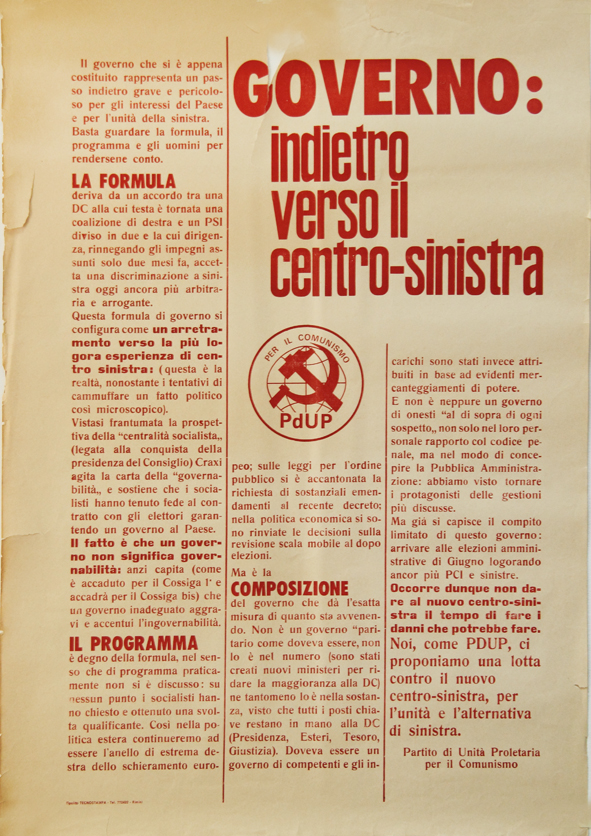 GOVERNO:
indietro
verso il
centro-sinistra
Il governo che si è appena
costituito rappresenta un pas
so indietro grave e pericolo
so per gli interessi del Paese
e per l'unità della sinistra.
Basta guardare la formula, il
programma e gli uomini per
rendersene conto.
LA FORMULA
deriva da un accordo tra una
DC alla cui testa è tornata una
coalizione di destra e un PSI
diviso in due e la cui dirigen-
za, rinnegando gli impegni as-
sunti solo due mesi fa, accet-
ta una discriminazione a sini-
stra oggi ancora più arbitra-
ria e arrogante.
Questa formula di governo si
configura come un arretra-
mento verso la più lo-
gora esperienza di cen
tro sinistra: (questa è la
realtà, nonostante i tentativi di
cammuffare un fatto politico
così microscopico).
Vistasi frantumata la prospet-
tiva della “centralità socialista„
(legata alla conquista della
presidenza del Consiglio) Craxi
agita la carta della “governa-
bilità„ e sostiene che i socia-
listi hanno tenuto fede al con-
tratto con gli elettori garan-
tendo un governo al Paese.
Il fatto è che un gover-
no non significa gover-
nabilità: anzi capita (come
è accaduto per il Cossiga 1° e
accadrà per il Cossiga bis) che
un governo inadeguato aggra-
vi e accentui l'ingovernabilità.
IL PROGRAMMA
è degno della formula, nel sen-
so che di programma pratica-
mente non si è discusso: su
nessun punto i socialisti han-
no chiesto e ottenuto una svol-
ta qualificante. Così nella po-
litica estera continueremo ad
essere l'anello di estrema de-
stra dello schieramento euro-
PER IL COMUNISMO
PdUP
peo; sulle leggi per l'ordine
pubblico si è accantonata la
richiesta di sostanziali emen-
damenti al recente decreto;
nella politica economica si so-
no rinviate le decisioni sulla
revisione scala mobile al dopo
elezioni.
Ma è la
COMPOSIZIONE
del governo che dà l'esatta
misura di quanto sta avvenen-
do. Non è un governo “pari-
tario come doveva essere, non
lo è nel numero (sono stati
creati nuovi ministeri per ri-
dare la maggioranza alla DC)
ne tantomeno lo è nella sostan-
za, visto che tutti i posti chia-
ve restano in mano alla DC
(Presidenza, Esteri, Tesoro,
Giustizia). Doveva essere un
governo di competenti e gli in-
carichi sono stati invece attri-
buiti in base ad evidenti mer-
canteggiamenti di potere.
E non è neppure un governo
di onesti “al di sopra di ogni
sospetto„ non solo nel loro per-
sonale rapporto col codice pe-
nale, ma nel modo di conce-
pire la Pubblica Amministra-
zione: abbiamo visto tornare
i protagonisti delle gestioni
più discusse.
Ma già si capisce il compito
limitato di questo governo:
arrivare alle elezioni ammini-
strative di Giugno logorando
ancor più PCI e sinistre.
Occorre dunque non da-
re al nuovo centro-sini-
stra il tempo di fare i
danni che potrebbe fare.
Noi, come PDUP, ci
proponiamo una lotta
contro il nuovo
centro-sinistra, per
l'unità e l'alternativa
di sinistra.
Partito di Unità Proletaria
per il Comunismo